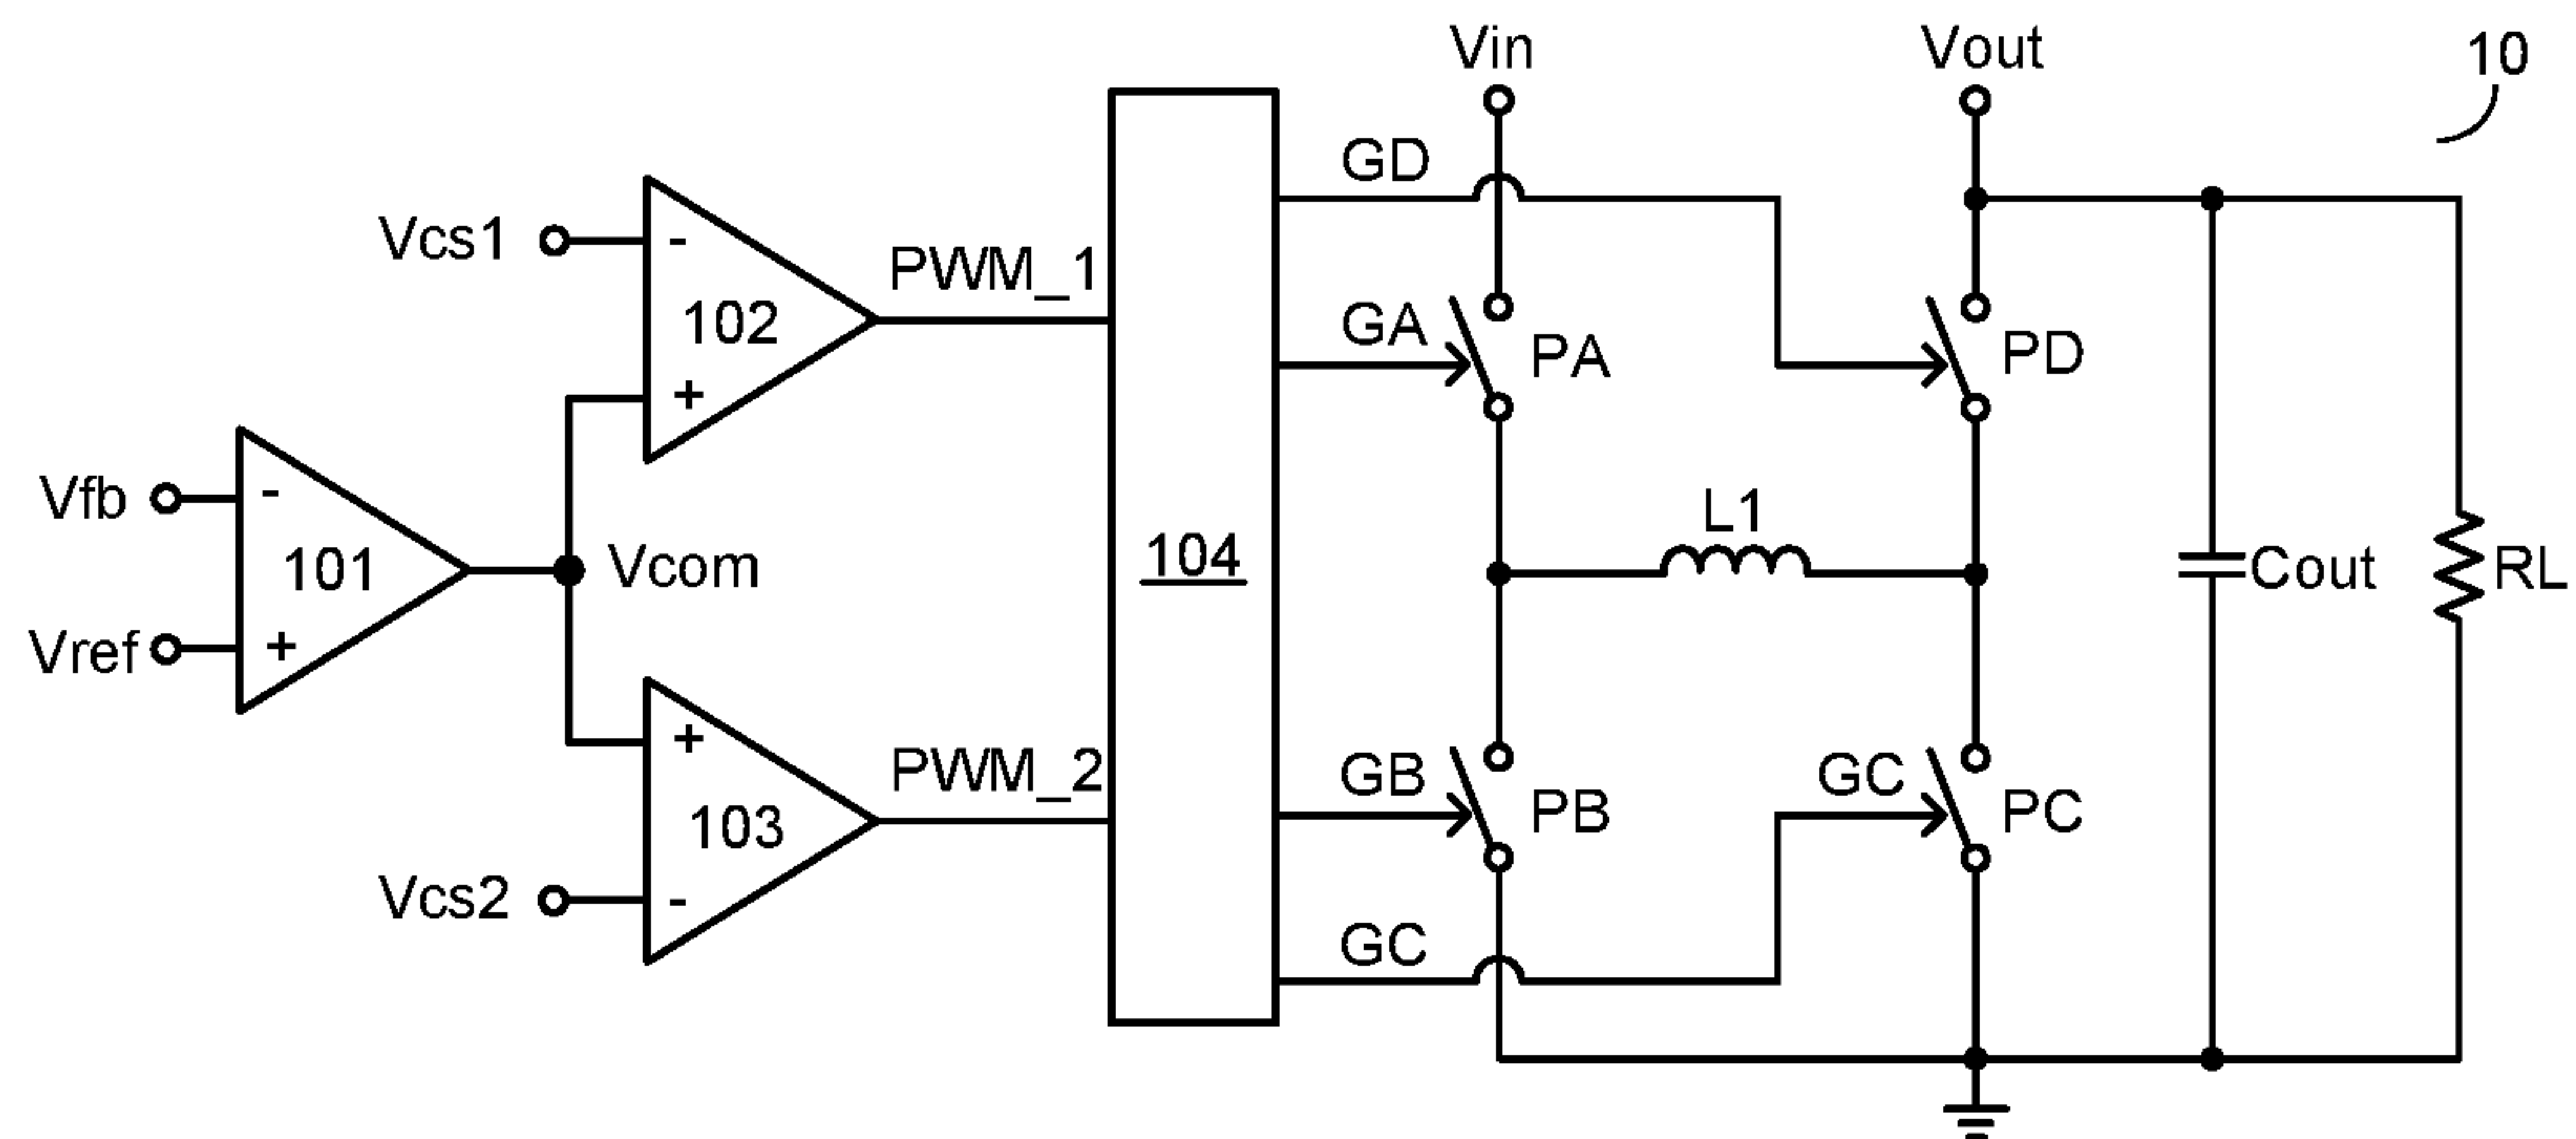 Vin
Vout
10
GD
Vcs1
-
PWM_1
102
GA
PA
PD
+
Vfb
-
L1
101
Vcom
104
Cout
RL
Vref
+
+
PWM_2
GB
PB
GC
PC
103
Vcs2
-
GC